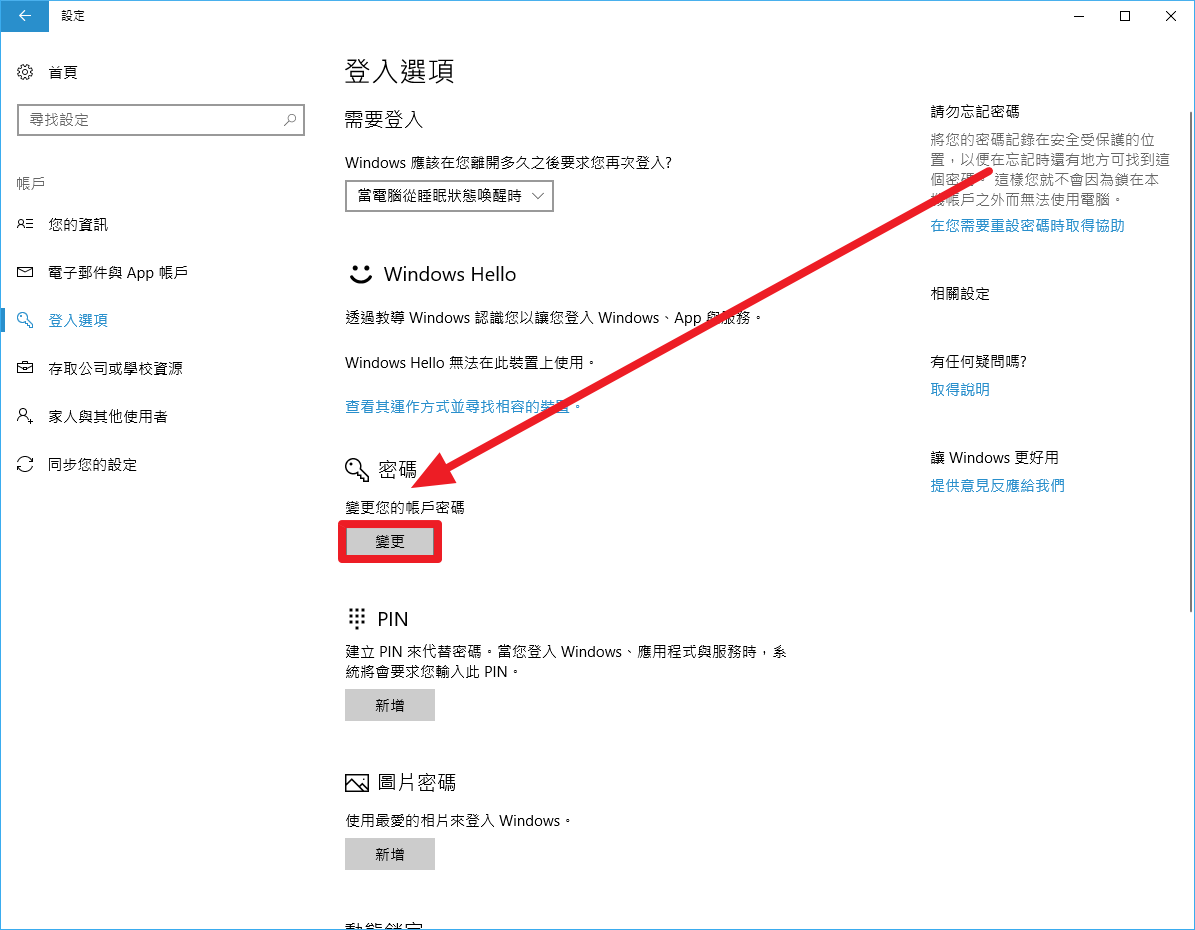 設定
首頁
尋找設定
帳戶
您的資訊
電子郵件與 App 帳戶
登入選項
存取公司或學校資源
家人與其他使用者
同步您的設定
登入選項
需要登入
Windows 應該在您離開多久之後要求您再次登入?
當電腦從睡眠狀態喚醒時
Windows Hello
透過教導 Windows 認識您以讓您登入 Windows、App 與服務。
Windows Hello 無法在此裝置上使用。
查看其運作方式並尋找相容的裝置。
密碼
變更您的帳戶密碼
變更
PIN
建立 PIN 來代替密碼。當您登入 Windows、應用程式與服務時，系
統將會要求您輸入此 PIN。
新增
圖片密碼
使用最愛的相片來登入 Windows。
新增
動態鎖定
請勿忘記密碼
將您的密碼記錄在安全受保護的位
置，以便在忘記時還有地方可找到這
個密碼。這樣您就不會因為鎖在本
機帳戶之外而無法使用電腦。
在您需要重設密碼時取得協助
相關設定
有任何疑問嗎?
取得說明
讓 Windows 更好用
提供意見反應給我們